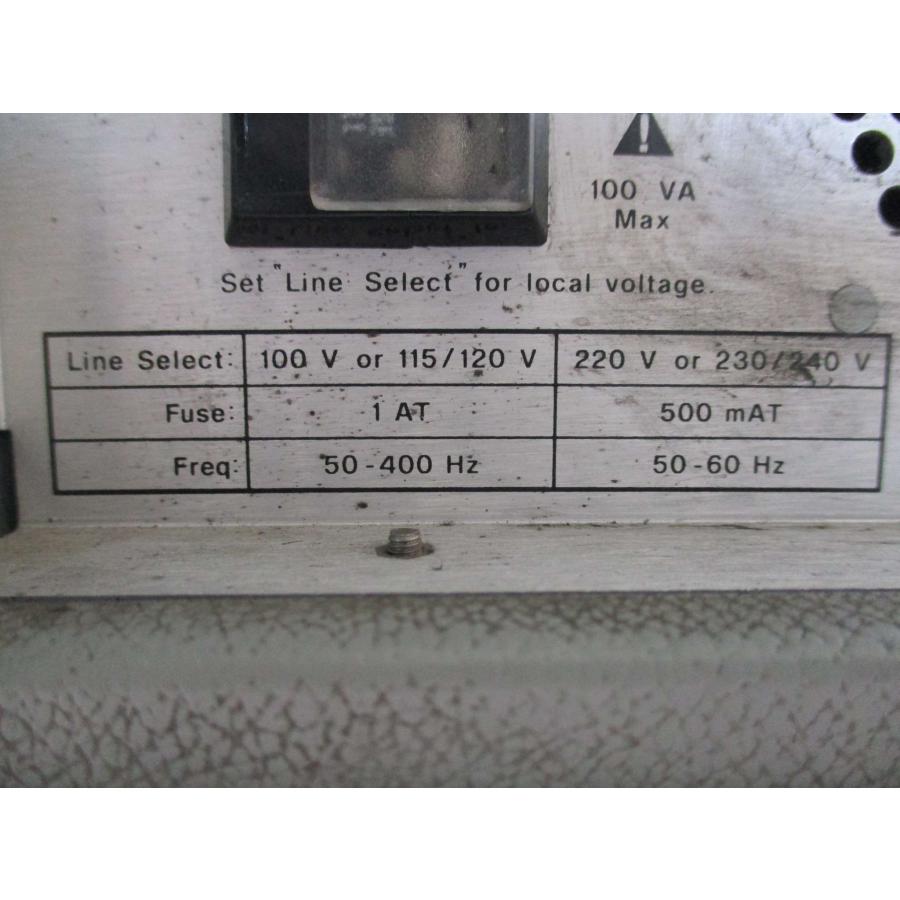 100 VA
Max
Set "Line Select" for local voltage.
Line Select: 100 V or 115/120 V 220 V or 230/240 V
Fuse: 1 AT 500 mAT
Freq: 50-400 Hz 50-60 Hz